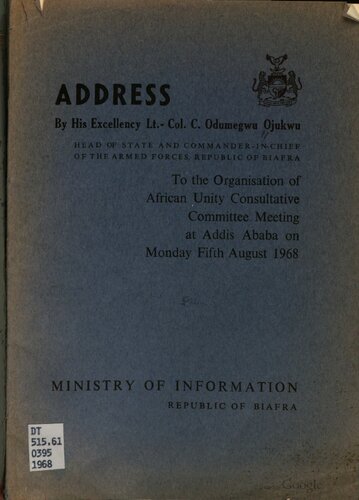 ADDRESS
By His Excellency Lt.- Col. C. Odumegwu Ojukwu
HEAD OF STATE AND COMMANDER-IN-CHIEF
OF THE ARMED FORCES, REPUBLIC OF BIAFRA
To the Organisation of
African Unity Consultative
Committee Meeting
at Addis Ababa on
Monday Fifth August 1968
MINISTRY OF INFORMATION
REPUBLIC OF BIAFRA
DT
515.61
O395
1968
Google